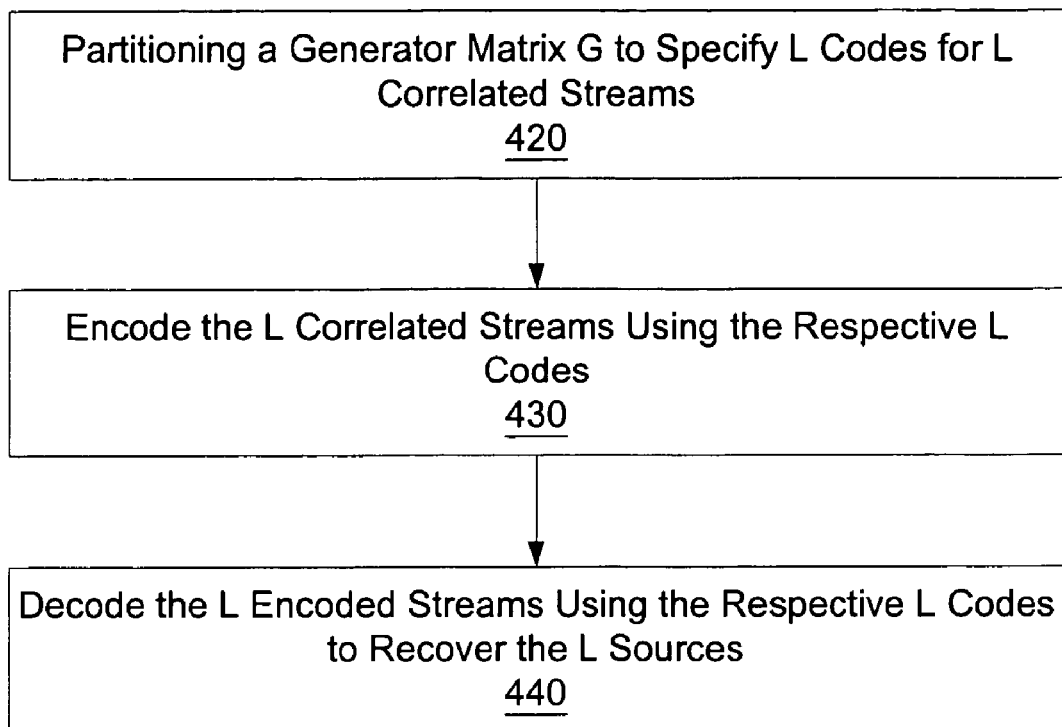 Partitioning a Generator Matrix G to Specify L Codes for L
Correlated Streams
420
Encode the L Correlated Streams Using the Respective L
Codes
430
Decode the L Encoded Streams Using the Respective L Codes
to Recover the L Sources
440